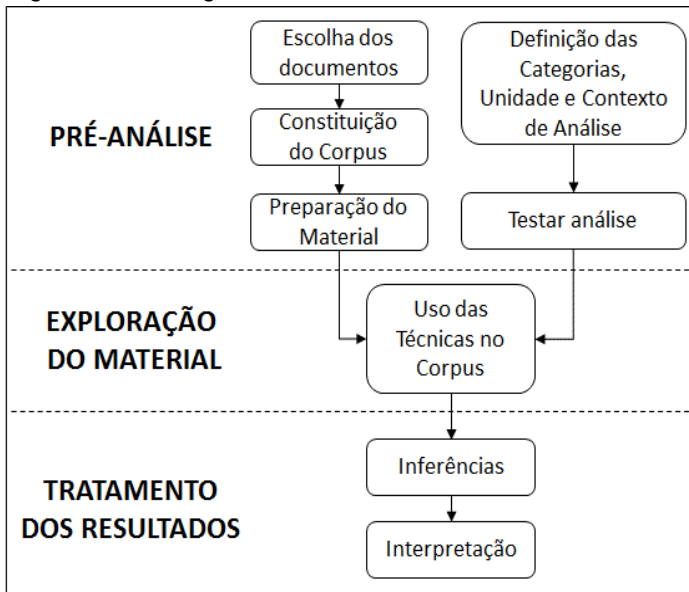 PRÉ-ANÁLISE
Escolha dos
documentos
Constituição
do Corpus
Preparação do
Material
Definição das
Categorias,
Unidade e Contexto
de Análise
Testar análise
EXPLORAÇÃO
DO MATERIAL
Uso das
Técnicas no
Corpus
TRATAMENTO
DOS RESULTADOS
Inferências
Interpretação